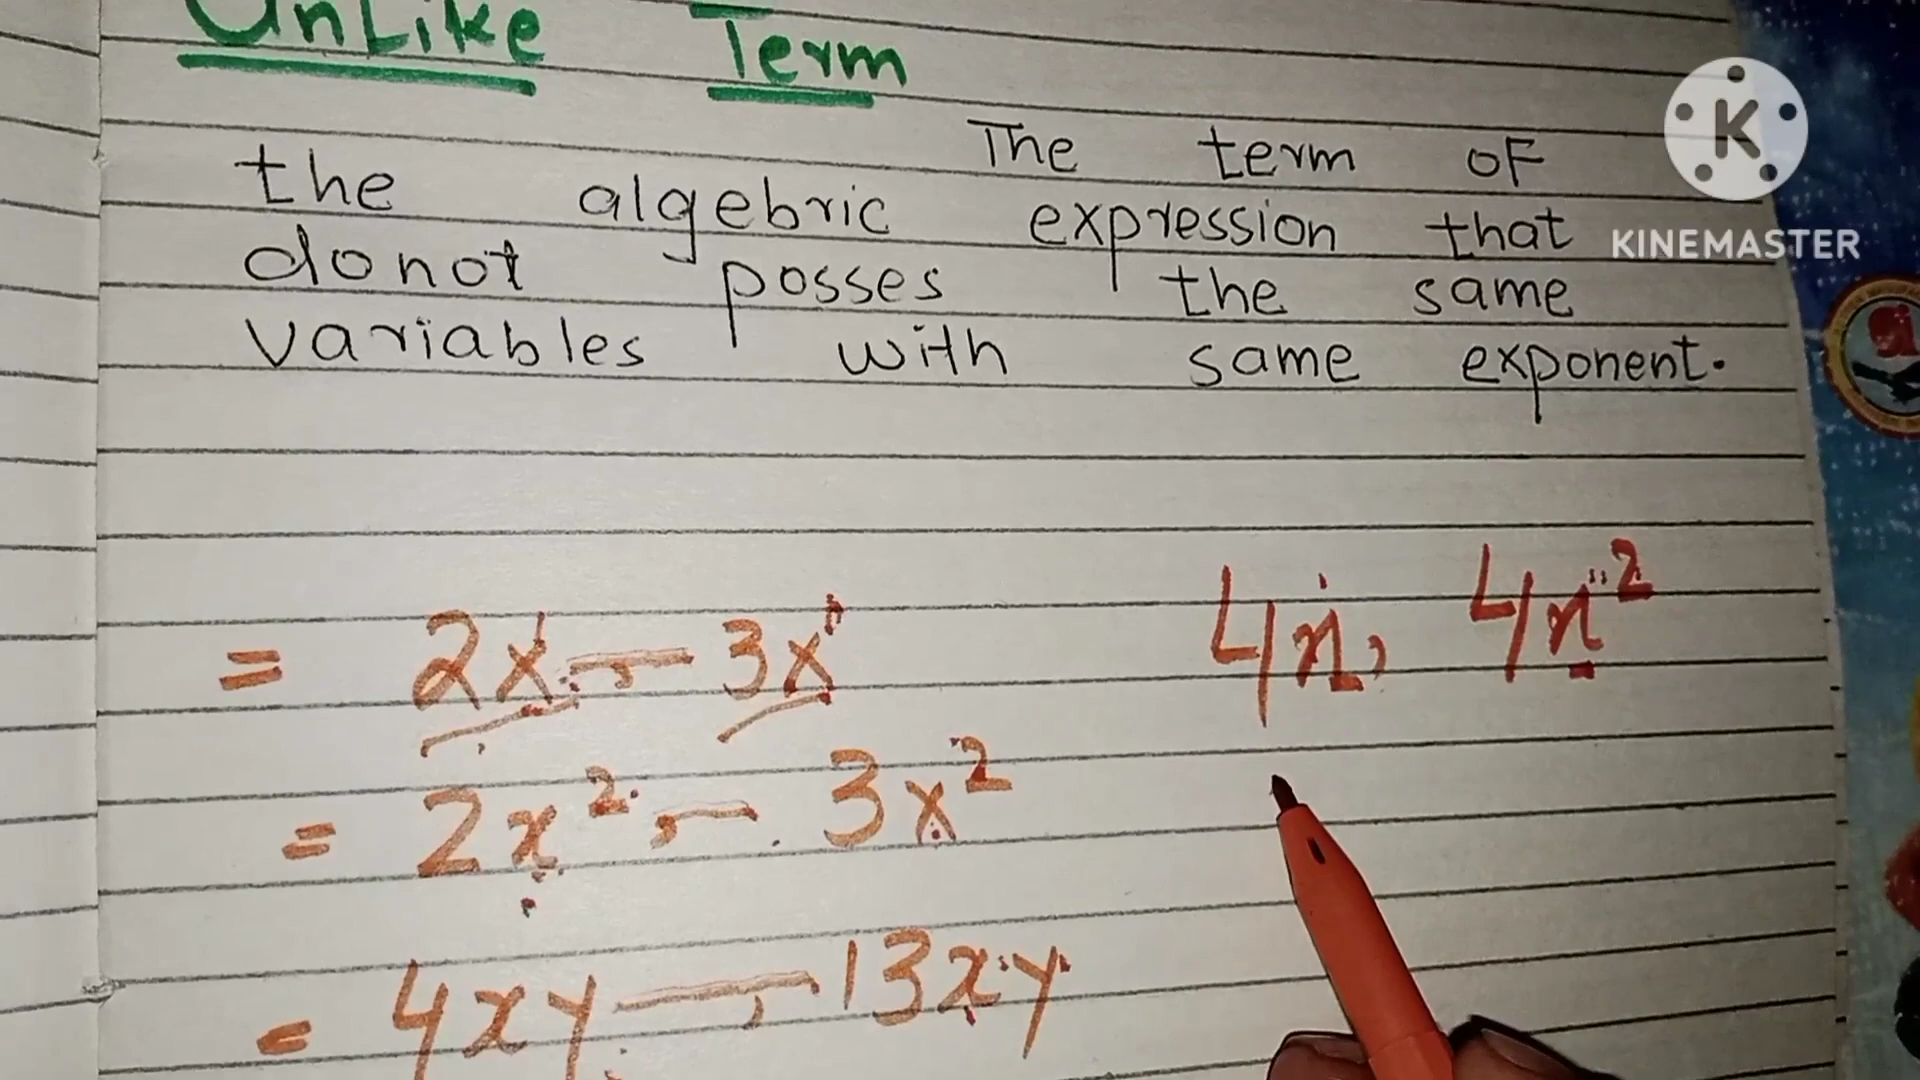 UnLike Term
The term of
the algebric expression that
donot posses the same
variables with same exponent.
K
KINEMASTER
= 2x, — 3x
4x, 4x²
= 2x², — 3x²
= 4xy, — 13xy